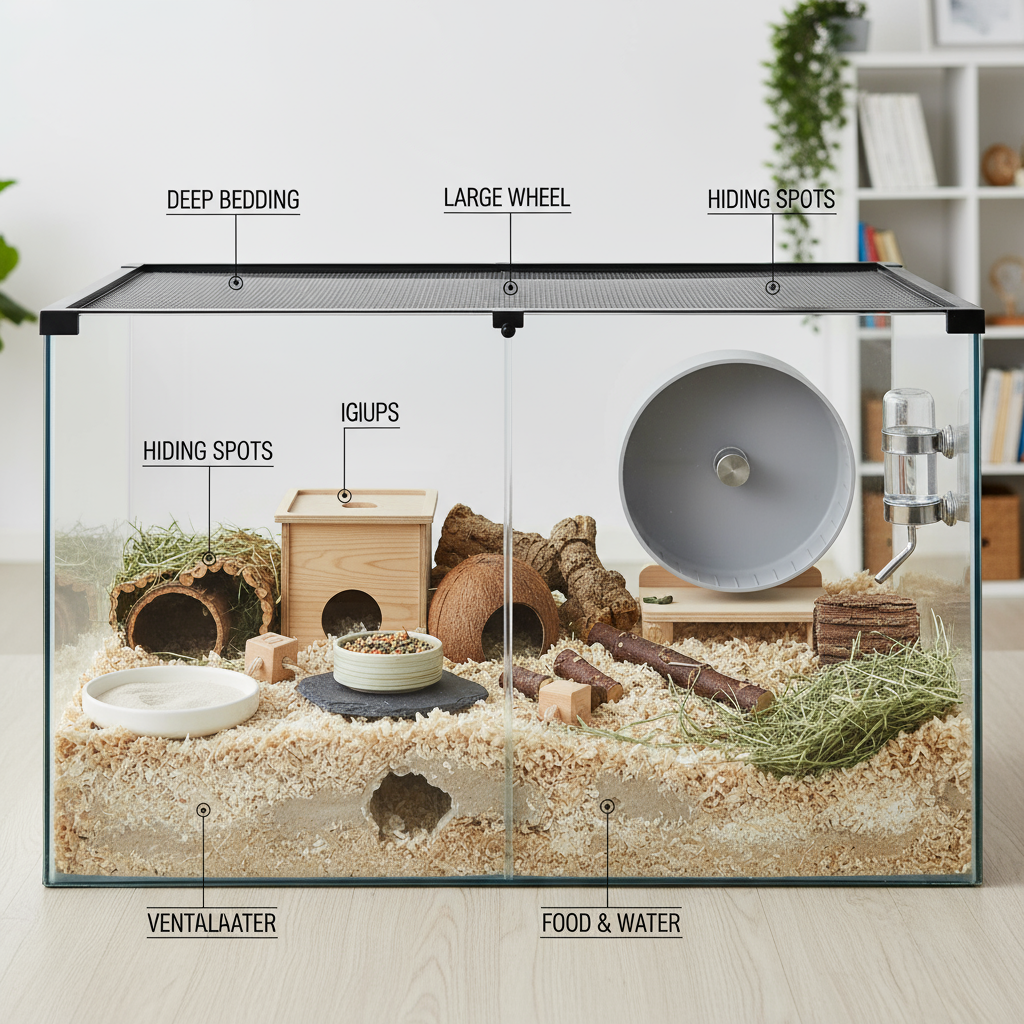 DEEP BEDDING
LARGE WHEEL
HIDING SPOTS
IGIUPS
HIDING SPOTS
VENTALAATER
FOOD & WATER